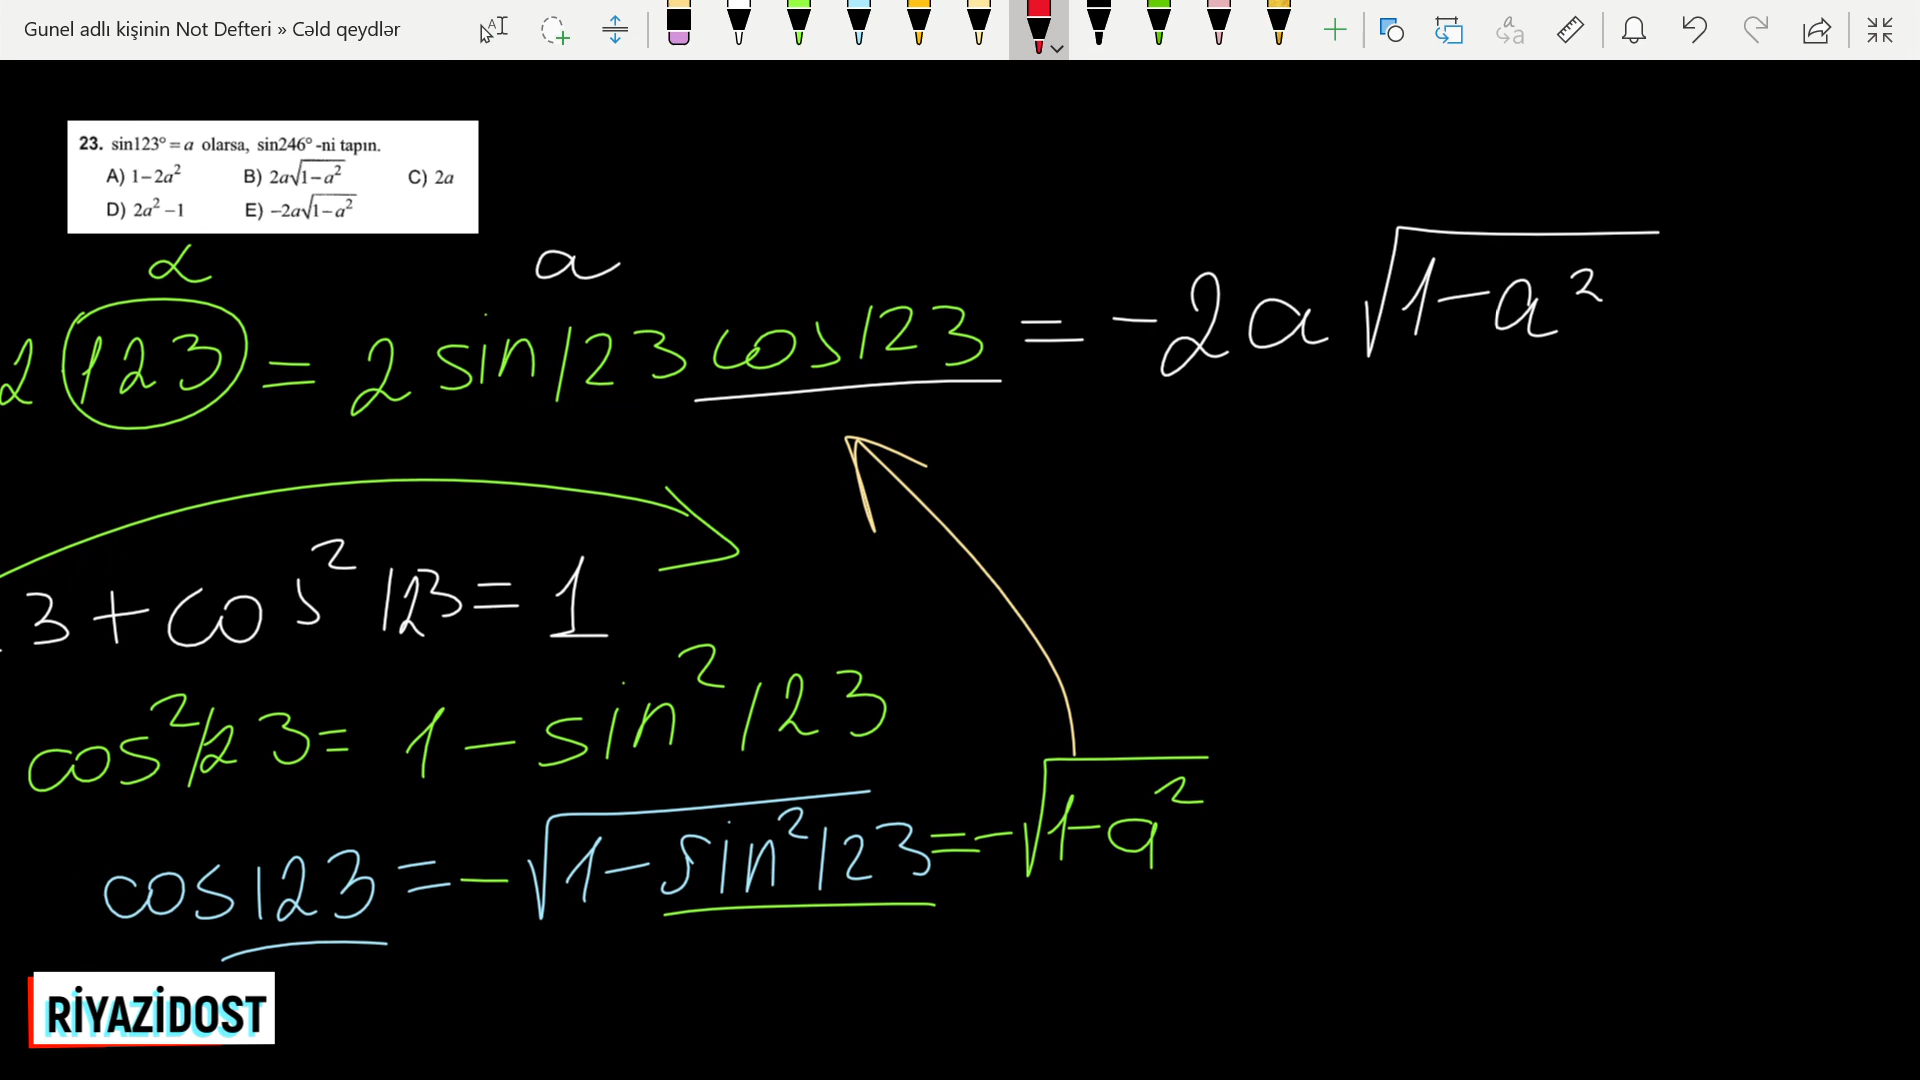 Gunel adlı kişinin Not Defteri » Cəld qeydlər
23. sin123° = a olarsa, sin246° -ni tapın.
A) 1−2a² B) 2a√(1−a²) C) 2a
D) 2a²−1 E) −2a√(1−a²)
α a
2 123 = 2 sin123 cos123 = -2a √(1-a²)
3 + cos² 123 = 1
cos²123 = 1 - sin²123
cos123 = -√(1-sin²123) = -√(1-a²)
RİYAZİDOST